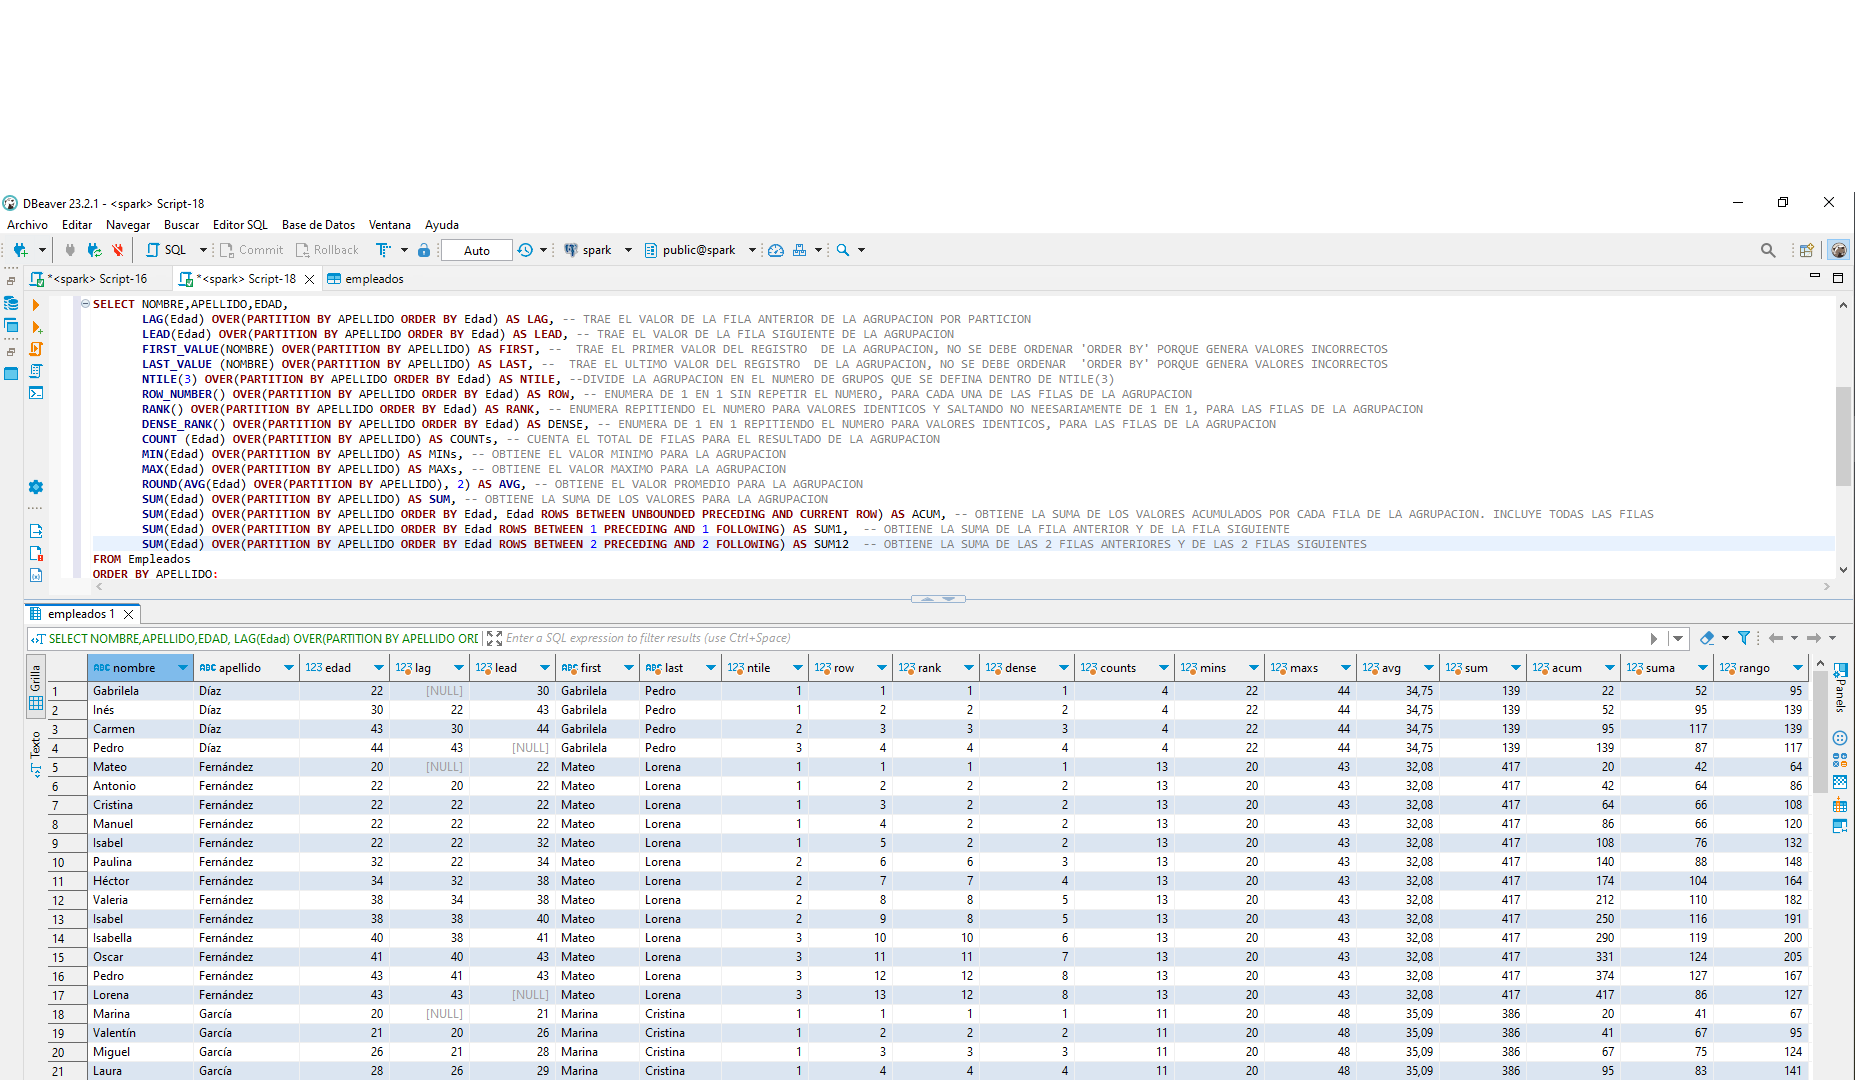 DBeaver 23.2.1 - <spark> Script-18
Archivo Editar Navegar Buscar Editor SQL Base de Datos Ventana Ayuda
SQL Commit Rollback Auto spark public@spark
*<spark> Script-16 *<spark> Script-18 empleados
SELECT NOMBRE,APELLIDO,EDAD,
LAG(Edad) OVER(PARTITION BY APELLIDO ORDER BY Edad) AS LAG, -- TRAE EL VALOR DE LA FILA ANTERIOR DE LA AGRUPACION POR PARTICION
LEAD(Edad) OVER(PARTITION BY APELLIDO ORDER BY Edad) AS LEAD, -- TRAE EL VALOR DE LA FILA SIGUIENTE DE LA AGRUPACION
FIRST_VALUE(NOMBRE) OVER(PARTITION BY APELLIDO) AS FIRST, --  TRAE EL PRIMER VALOR DEL REGISTRO  DE LA AGRUPACION, NO SE DEBE ORDENAR 'ORDER BY' PORQUE GENERA VALORES INCORRECTOS
LAST_VALUE (NOMBRE) OVER(PARTITION BY APELLIDO) AS LAST, --  TRAE EL ULTIMO VALOR DEL REGISTRO  DE LA AGRUPACION, NO SE DEBE ORDENAR  'ORDER BY' PORQUE GENERA VALORES INCORRECTOS
NTILE(3) OVER(PARTITION BY APELLIDO ORDER BY Edad) AS NTILE, --DIVIDE LA AGRUPACION EN EL NUMERO DE GRUPOS QUE SE DEFINA DENTRO DE NTILE(3)
ROW_NUMBER() OVER(PARTITION BY APELLIDO ORDER BY Edad) AS ROW, -- ENUMERA DE 1 EN 1 SIN REPETIR EL NUMERO, PARA CADA UNA DE LAS FILAS DE LA AGRUPACION
RANK() OVER(PARTITION BY APELLIDO ORDER BY Edad) AS RANK, -- ENUMERA REPITIENDO EL NUMERO PARA VALORES IDENTICOS Y SALTANDO NO NEESARIAMENTE DE 1 EN 1, PARA LAS FILAS DE LA AGRUPACION
DENSE_RANK() OVER(PARTITION BY APELLIDO ORDER BY Edad) AS DENSE, -- ENUMERA DE 1 EN 1 REPITIENDO EL NUMERO PARA VALORES IDENTICOS, PARA LAS FILAS DE LA AGRUPACION
COUNT (Edad) OVER(PARTITION BY APELLIDO) AS COUNTs, -- CUENTA EL TOTAL DE FILAS PARA EL RESULTADO DE LA AGRUPACION
MIN(Edad) OVER(PARTITION BY APELLIDO) AS MINs, -- OBTIENE EL VALOR MINIMO PARA LA AGRUPACION
MAX(Edad) OVER(PARTITION BY APELLIDO) AS MAXs, -- OBTIENE EL VALOR MAXIMO PARA LA AGRUPACION
ROUND(AVG(Edad) OVER(PARTITION BY APELLIDO), 2) AS AVG, -- OBTIENE EL VALOR PROMEDIO PARA LA AGRUPACION
SUM(Edad) OVER(PARTITION BY APELLIDO) AS SUM, -- OBTIENE LA SUMA DE LOS VALORES PARA LA AGRUPACION
SUM(Edad) OVER(PARTITION BY APELLIDO ORDER BY Edad, Edad ROWS BETWEEN UNBOUNDED PRECEDING AND CURRENT ROW) AS ACUM, -- OBTIENE LA SUMA DE LOS VALORES ACUMULADOS POR CADA FILA DE LA AGRUPACION. INCLUYE TODAS LAS FILAS
SUM(Edad) OVER(PARTITION BY APELLIDO ORDER BY Edad ROWS BETWEEN 1 PRECEDING AND 1 FOLLOWING) AS SUM1,  -- OBTIENE LA SUMA DE LA FILA ANTERIOR Y DE LA FILA SIGUIENTE
SUM(Edad) OVER(PARTITION BY APELLIDO ORDER BY Edad ROWS BETWEEN 2 PRECEDING AND 2 FOLLOWING) AS SUM12  -- OBTIENE LA SUMA DE LAS 2 FILAS ANTERIORES Y DE LAS 2 FILAS SIGUIENTES
FROM Empleados
ORDER BY APELLIDO;
empleados 1
SELECT NOMBRE,APELLIDO,EDAD, LAG(Edad) OVER(PARTITION BY APELLIDO ORD Enter a SQL expression to filter results (use Ctrl+Space)
Grilla
Texto
Panels
ABC nombre ABC apellido 123 edad 123 lag 123 lead ABC first ABC last 123 ntile 123 row 123 rank 123 dense 123 counts 123 mins 123 maxs 123 avg 123 sum 123 acum 123 suma 123 rango
1 Gabrilela Díaz 22 [NULL] 30 Gabrilela Pedro 1 1 1 1 4 22 44 34,75 139 22 52 95
2 Inés Díaz 30 22 43 Gabrilela Pedro 1 2 2 2 4 22 44 34,75 139 52 95 139
3 Carmen Díaz 43 30 44 Gabrilela Pedro 2 3 3 3 4 22 44 34,75 139 95 117 139
4 Pedro Díaz 44 43 [NULL] Gabrilela Pedro 3 4 4 4 4 22 44 34,75 139 139 87 117
5 Mateo Fernández 20 [NULL] 22 Mateo Lorena 1 1 1 1 13 20 43 32,08 417 20 42 64
6 Antonio Fernández 22 20 22 Mateo Lorena 1 2 2 2 13 20 43 32,08 417 42 64 86
7 Cristina Fernández 22 22 22 Mateo Lorena 1 3 2 2 13 20 43 32,08 417 64 66 108
8 Manuel Fernández 22 22 22 Mateo Lorena 1 4 2 2 13 20 43 32,08 417 86 66 120
9 Isabel Fernández 22 22 32 Mateo Lorena 1 5 2 2 13 20 43 32,08 417 108 76 132
10 Paulina Fernández 32 22 34 Mateo Lorena 2 6 6 3 13 20 43 32,08 417 140 88 148
11 Héctor Fernández 34 32 38 Mateo Lorena 2 7 7 4 13 20 43 32,08 417 174 104 164
12 Valeria Fernández 38 34 38 Mateo Lorena 2 8 8 5 13 20 43 32,08 417 212 110 182
13 Isabel Fernández 38 38 40 Mateo Lorena 2 9 8 5 13 20 43 32,08 417 250 116 191
14 Isabella Fernández 40 38 41 Mateo Lorena 3 10 10 6 13 20 43 32,08 417 290 119 200
15 Oscar Fernández 41 40 43 Mateo Lorena 3 11 11 7 13 20 43 32,08 417 331 124 205
16 Pedro Fernández 43 41 43 Mateo Lorena 3 12 12 8 13 20 43 32,08 417 374 127 167
17 Lorena Fernández 43 43 [NULL] Mateo Lorena 3 13 12 8 13 20 43 32,08 417 417 86 127
18 Marina García 20 [NULL] 21 Marina Cristina 1 1 1 1 11 20 48 35,09 386 20 41 67
19 Valentín García 21 20 26 Marina Cristina 1 2 2 2 11 20 48 35,09 386 41 67 95
20 Miguel García 26 21 28 Marina Cristina 1 3 3 3 11 20 48 35,09 386 67 75 124
21 Laura García 28 26 29 Marina Cristina 1 4 4 4 11 20 48 35,09 386 95 83 141